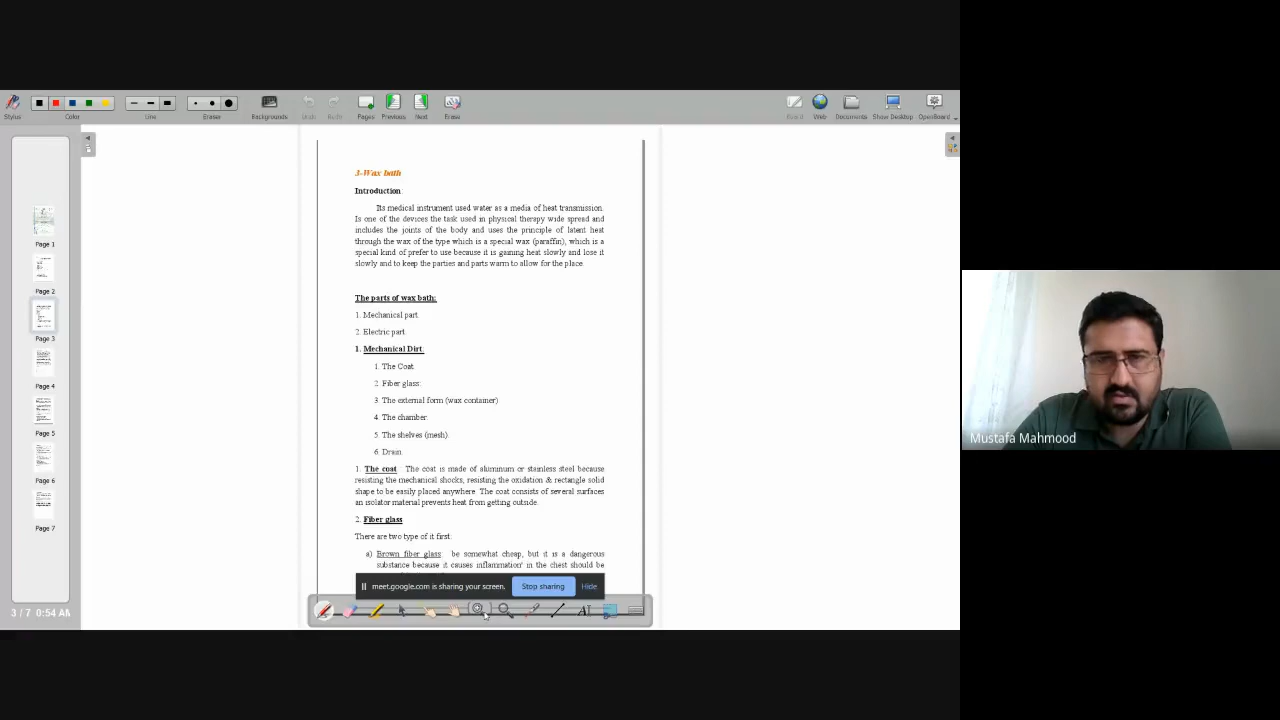 Stylus
Color
Line
Eraser
Backgrounds
Undo
Redo
Pages
Previous
Next
Erase
Board
Web
Documents
Show Desktop
OpenBoard
Page 1
Page 2
Page 3
Page 4
Page 5
Page 6
Page 7
3 / 7 0:54 AM
3-Wax bath
Introduction
Its medical instrument used water as a media of heat transmission.
Is one of the devices the task used in physical therapy wide spread and
includes the joints of the body and uses the principle of latent heat
through the wax of the type which is a special wax (paraffin), which is a
special kind of prefer to use because it is gaining heat slowly and lose it
slowly and to keep the parties and parts warm to allow for the place.
The parts of wax bath:
1. Mechanical part
2. Electric part
1. Mechanical Dirt:
1. The Coat
2. Fiber glass:
3. The external form (wax container)
4. The chamber.
5. The shelves (mesh).
6. Drain
1. The coat The coat is made of aluminum or stainless steel because
resisting the mechanical shocks, resisting the oxidation & rectangle solid
shape to be easily placed anywhere. The coat consists of several surfaces
an isolator material prevents heat from getting outside.
2. Fiber glass
There are two type of it first:
a) Brown fiber glass be somewhat cheap, but it is a dangerous
substance because it causes inflammation' in the chest should be
meet.google.com is sharing your screen.
Stop sharing
Hide
Mustafa Mahmood